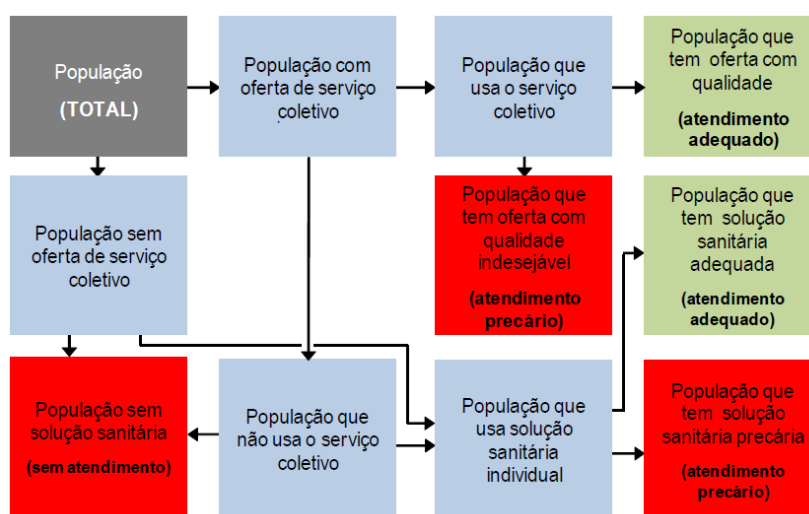 População
(TOTAL)
População com
oferta de serviço
coletivo
População que
usa o serviço
coletivo
População que
tem oferta com
qualidade
(atendimento
adequado)
População sem
oferta de serviço
coletivo
População que
tem oferta com
qualidade
indesejável
(atendimento
precário)
População que
tem solução
sanitária
adequada
(atendimento
adequado)
População sem
solução sanitária
(sem atendimento)
População que
não usa o serviço
coletivo
População que
usa solução
sanitária
individual
População que
tem solução
sanitária precária
(atendimento
precário)